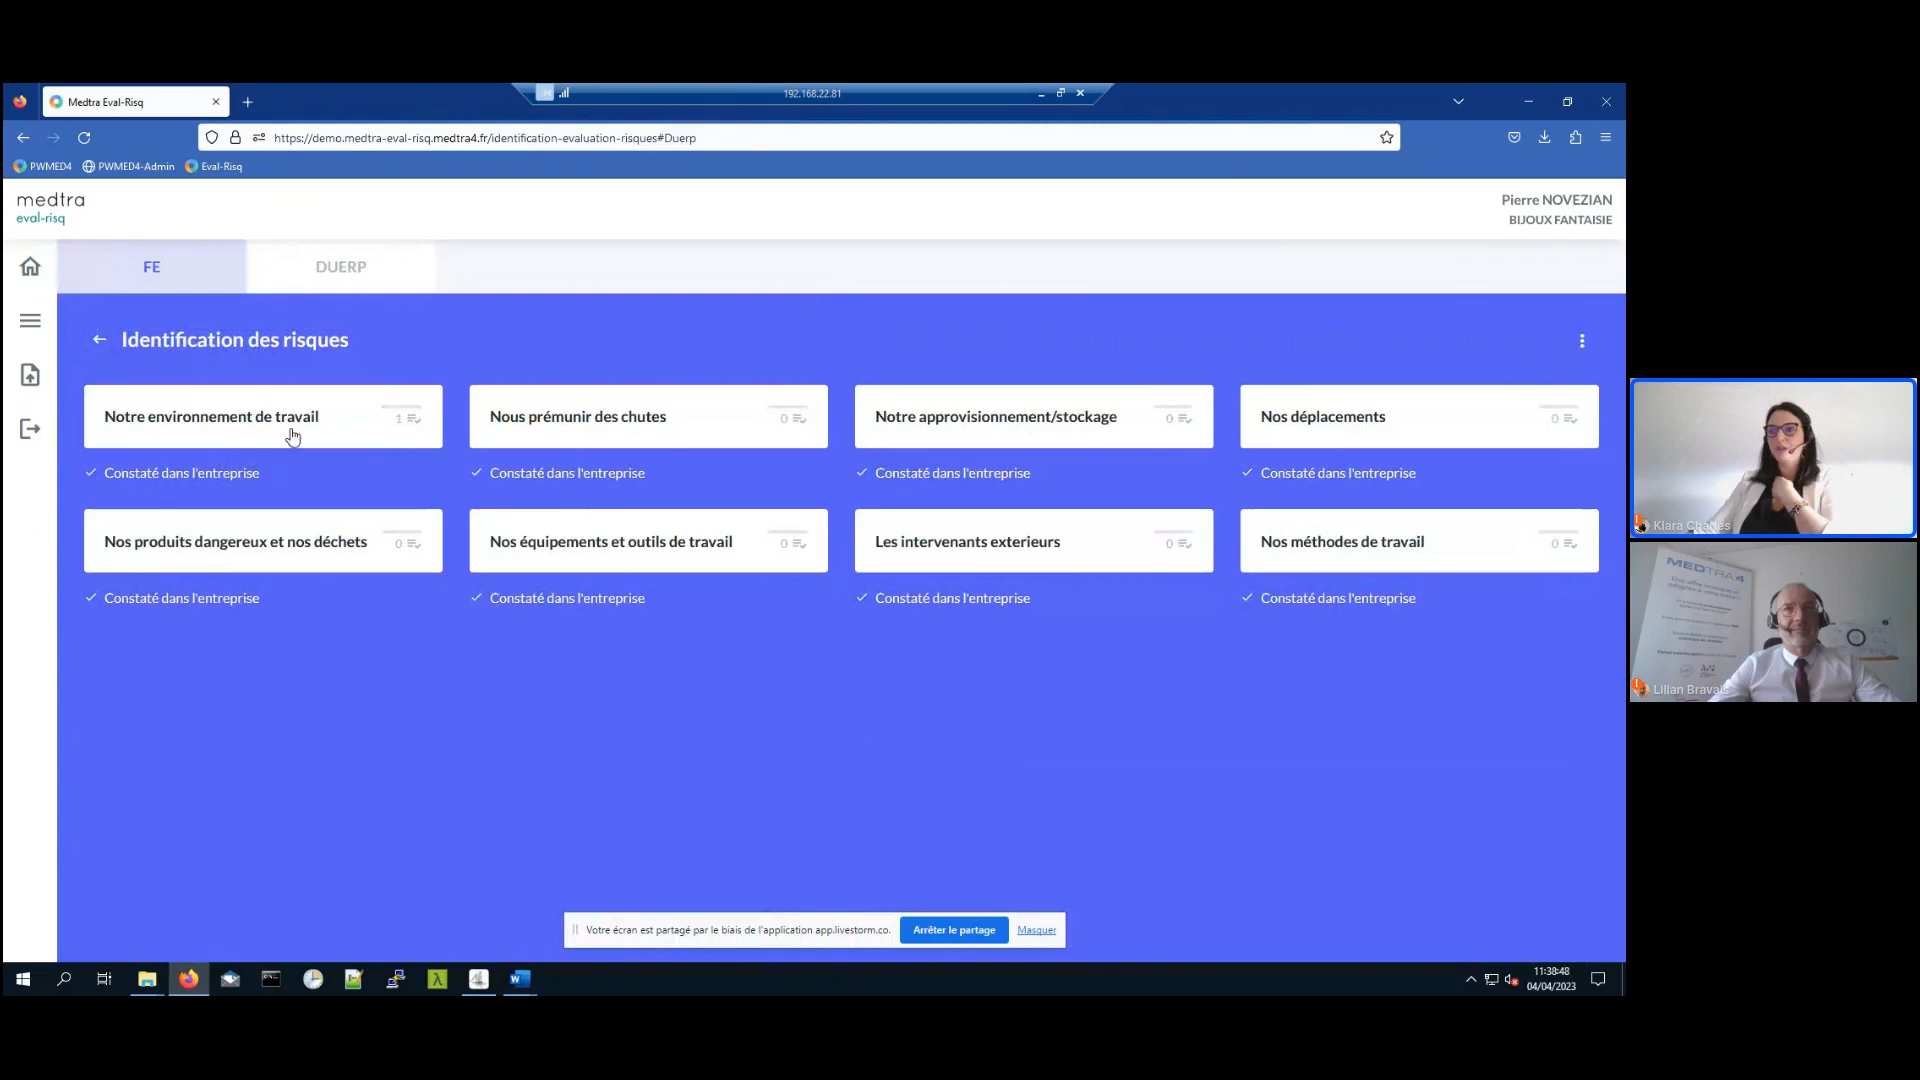 Medtra Eval-Risq
192.168.22.81
https://demo.medtra-eval-risq.medtra4.fr/identification-evaluation-risques#Duerp
PWMED4 PWMED4-Admin Eval-Risq
medtra
eval-risq
Pierre NOVEZIAN
BIJOUX FANTAISIE
FE DUERP
Identification des risques
Notre environnement de travail 1 Nous prémunir des chutes 0 Notre approvisionnement/stockage 0 Nos déplacements 0
Constaté dans l'entreprise Constaté dans l'entreprise Constaté dans l'entreprise Constaté dans l'entreprise
Nos produits dangereux et nos déchets 0 Nos équipements et outils de travail 0 Les intervenants exterieurs 0 Nos méthodes de travail 0
Constaté dans l'entreprise Constaté dans l'entreprise Constaté dans l'entreprise Constaté dans l'entreprise
Votre écran est partagé par le biais de l'application app.livestorm.co. Arrêter le partage Masquer
11:38:48
04/04/2023
Klara Charles
MEDTRA4
Lilian Bravais